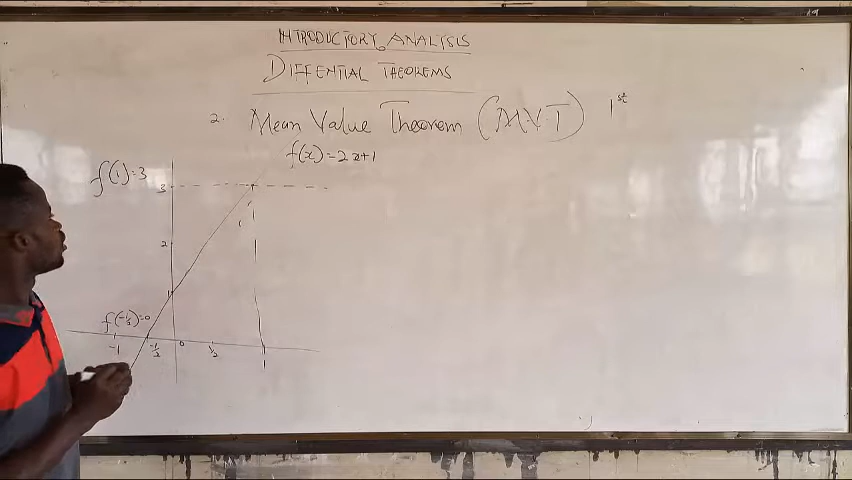 INTRODUCTORY ANALYSIS
DIFFENTIAL THEOREMS
2. Mean Value Theorem (M.V.T) 1st
f(x)=2x+1
f(1)=3
3
2
1
f(-1/2)=0
-1 -1/2 0 1/2 1